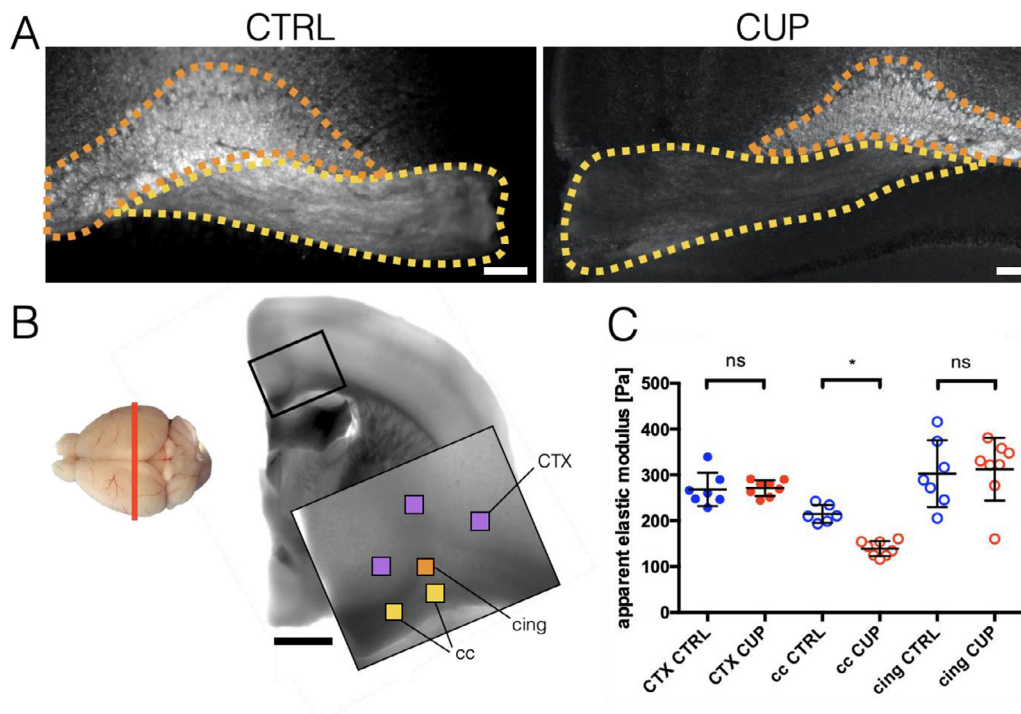 A
CTRL
CUP
B
CTX
cing
cc
C
ns
*
ns
apparent elastic modulus [Pa]
500
400
300
200
100
0
CTX CTRL
CTX CUP
cc CTRL
cc CUP
cing CTRL
cing CUP